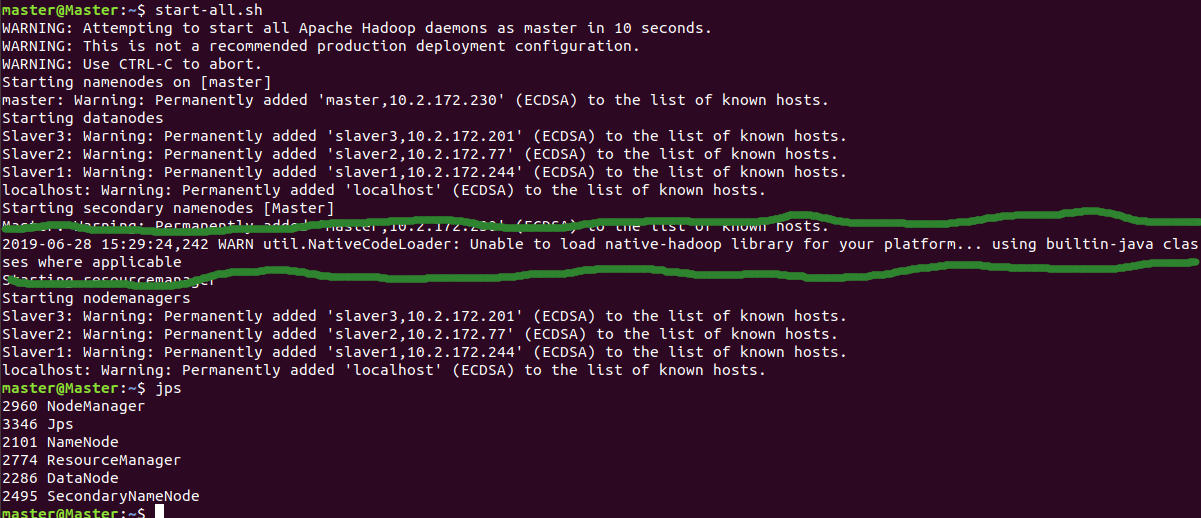 master@Master:~$ start-all.sh
WARNING: Attempting to start all Apache Hadoop daemons as master in 10 seconds.
WARNING: This is not a recommended production deployment configuration.
WARNING: Use CTRL-C to abort.
Starting namenodes on [master]
master: Warning: Permanently added 'master,10.2.172.230' (ECDSA) to the list of known hosts.
Starting datanodes
Slaver3: Warning: Permanently added 'slaver3,10.2.172.201' (ECDSA) to the list of known hosts.
Slaver2: Warning: Permanently added 'slaver2,10.2.172.77' (ECDSA) to the list of known hosts.
Slaver1: Warning: Permanently added 'slaver1,10.2.172.244' (ECDSA) to the list of known hosts.
localhost: Warning: Permanently added 'localhost' (ECDSA) to the list of known hosts.
Starting secondary namenodes [Master]
Master: Warning: Permanently added (ECDSA) to the list of known hosts.
2019-06-28 15:29:24,242 WARN util.NativeCodeLoader: Unable to load native-hadoop library for your platform... using builtin-java clas
ses where applicable
Starting resourcemanager
Starting nodemanagers
Slaver3: Warning: Permanently added 'slaver3,10.2.172.201' (ECDSA) to the list of known hosts.
Slaver2: Warning: Permanently added 'slaver2,10.2.172.77' (ECDSA) to the list of known hosts.
Slaver1: Warning: Permanently added 'slaver1,10.2.172.244' (ECDSA) to the list of known hosts.
localhost: Warning: Permanently added 'localhost' (ECDSA) to the list of known hosts.
master@Master:~$ jps
2960 NodeManager
3346 Jps
2101 NameNode
2774 ResourceManager
2286 DataNode
2495 SecondaryNameNode
master@Master:~$